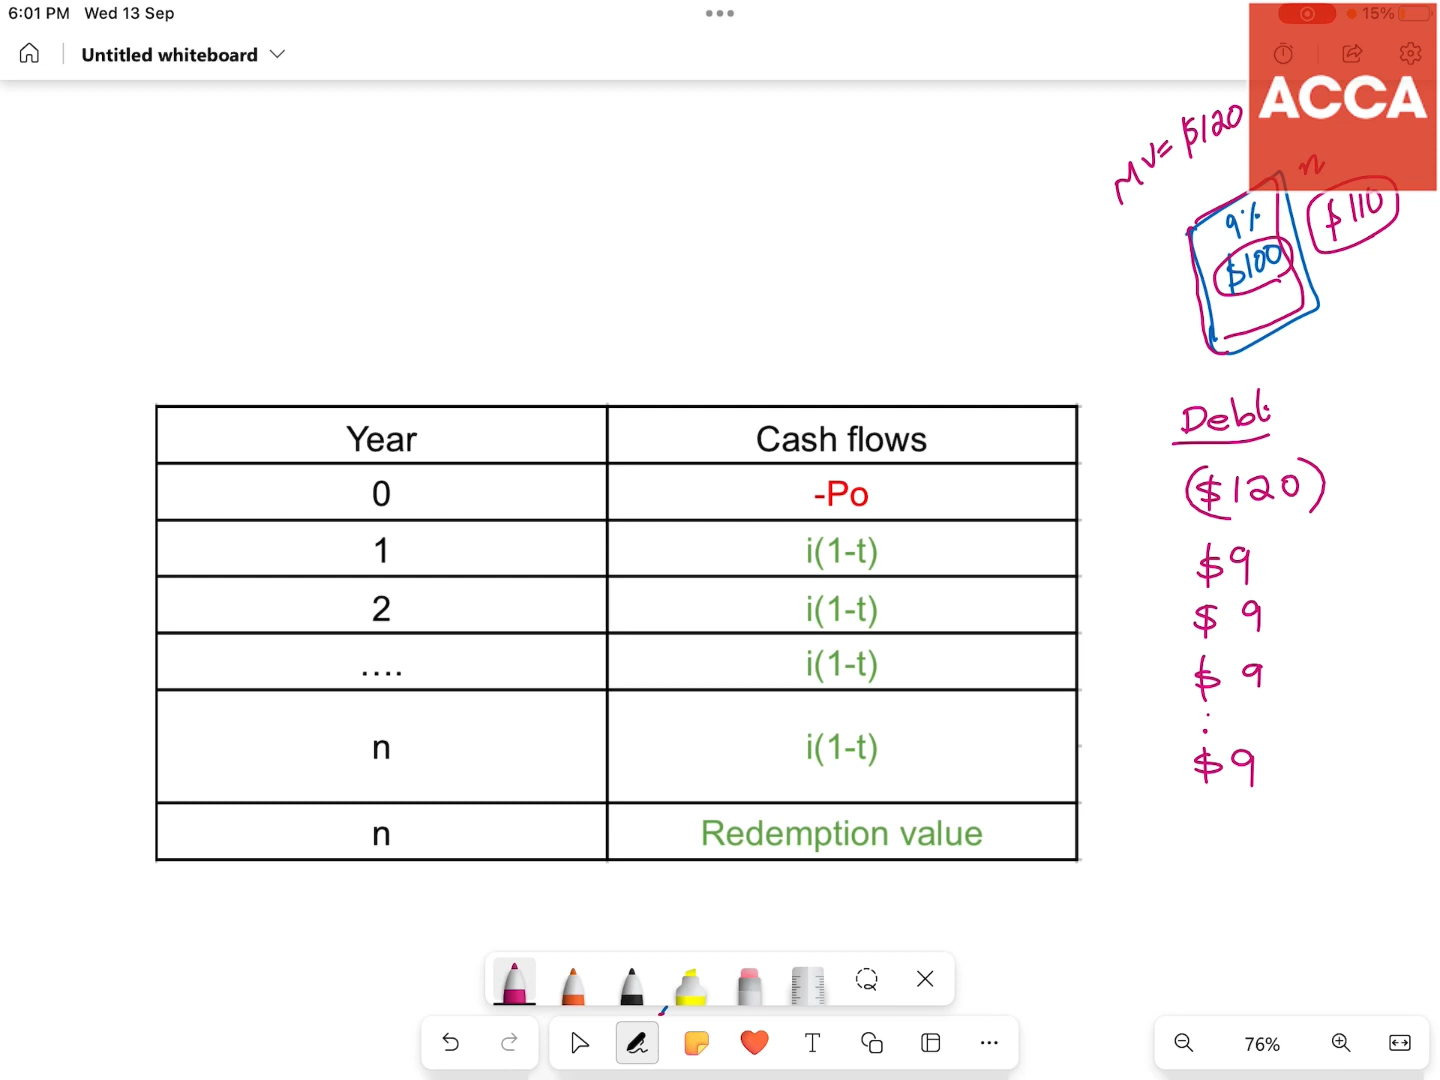 6:01 PM Wed 13 Sep
15%
Untitled whiteboard
ACCA
MV= $120
n
9%
$110
$100
Debt:
Year Cash flows
0 -Po ($120)
1 i(1-t) $9
2 i(1-t) $9
.... i(1-t) $9
n i(1-t) $9
n Redemption value
T
76%